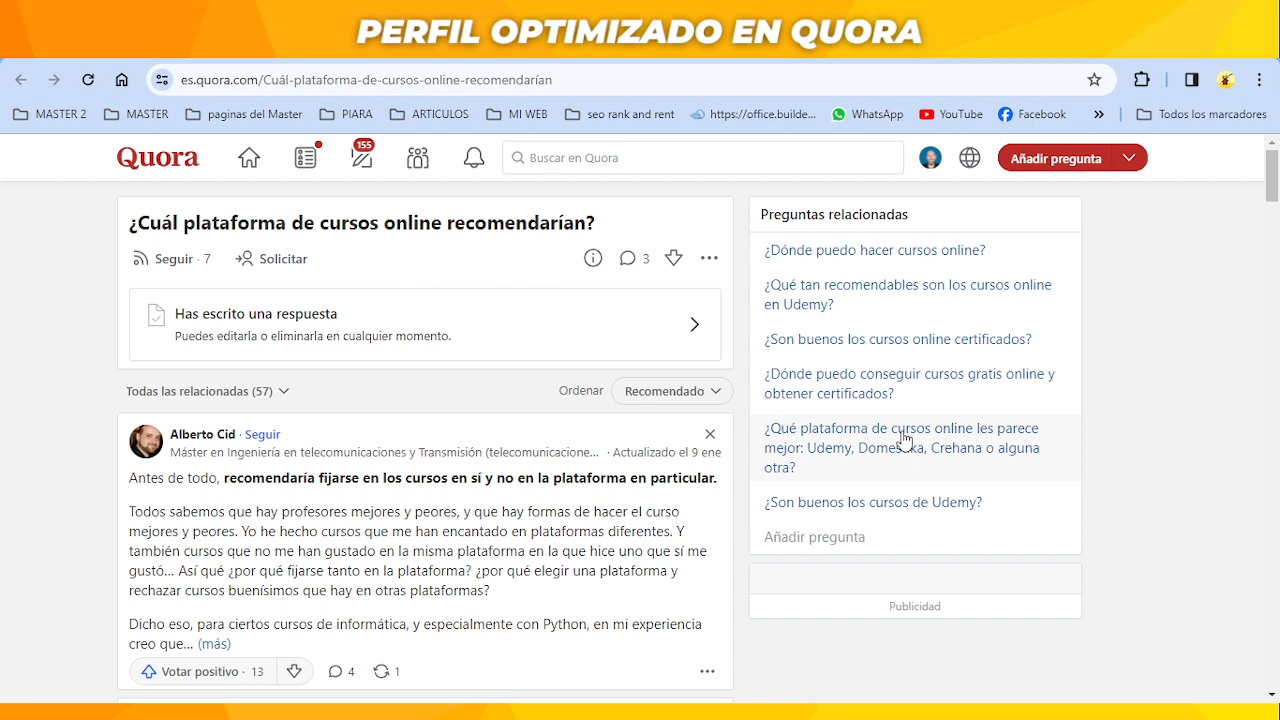 PERFIL OPTIMIZADO EN QUORA
es.quora.com/Cuál-plataforma-de-cursos-online-recomendarían
MASTER 2
MASTER
paginas del Master
PIARA
ARTICULOS
MI WEB
seo rank and rent
https://office.builde...
WhatsApp
YouTube
Facebook
»
Todos los marcadores
Quora
155
Buscar en Quora
Añadir pregunta
¿Cuál plataforma de cursos online recomendarían?
Seguir · 7
Solicitar
3
Has escrito una respuesta
Puedes editarla o eliminarla en cualquier momento.
Todas las relacionadas (57)
Ordenar
Recomendado
Alberto Cid · Seguir
Máster en Ingeniería en telecomunicaciones y Transmisión (telecomunicacione... · Actualizado el 9 ene
Antes de todo, recomendaría fijarse en los cursos en sí y no en la plataforma en particular.
Todos sabemos que hay profesores mejores y peores, y que hay formas de hacer el curso
mejores y peores. Yo he hecho cursos que me han encantado en plataformas diferentes. Y
también cursos que no me han gustado en la misma plataforma en la que hice uno que sí me
gustó... Así qué ¿por qué fijarse tanto en la plataforma? ¿por qué elegir una plataforma y
rechazar cursos buenísimos que hay en otras plataformas?
Dicho eso, para ciertos cursos de informática, y especialmente con Python, en mi experiencia
creo que... (más)
Votar positivo · 13
4
1
Preguntas relacionadas
¿Dónde puedo hacer cursos online?
¿Qué tan recomendables son los cursos online
en Udemy?
¿Son buenos los cursos online certificados?
¿Dónde puedo conseguir cursos gratis online y
obtener certificados?
¿Qué plataforma de cursos online les parece
mejor: Udemy, Domestika, Crehana o alguna
otra?
¿Son buenos los cursos de Udemy?
Añadir pregunta
Publicidad